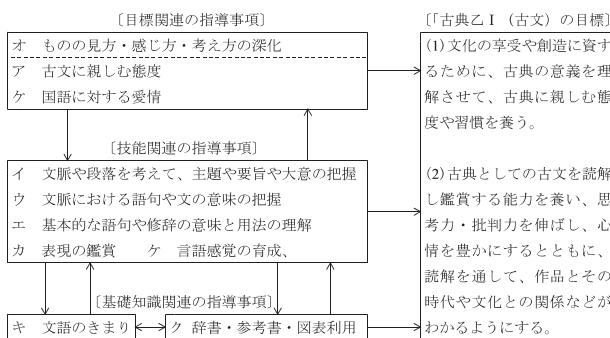 〔目標関連の指導事項〕
オ ものの見方・感じ方・考え方の深化
ア 古文に親しむ態度
ケ 国語に対する愛情
〔技能関連の指導事項〕
イ 文脈や段落を考えて、主題や要旨や大意の把握
ウ 文脈における語句や文の意味の把握
エ 基本的な語句や修辞の意味と用法の理解
カ 表現の鑑賞 ケ 言語感覚の育成、
〔基礎知識関連の指導事項〕
キ 文語のきまり
ク 辞書・参考書・図表利用
〔「古典乙Ⅰ（古文）の目標〕
(1)文化の享受や創造に資す
るために、古典の意義を理
解させて、古典に親しむ態
度や習慣を養う。
(2)古典としての古文を読解
し鑑賞する能力を養い、思
考力・批判力を伸ばし、心
情を豊かにするとともに、
読解を通して、作品とその
時代や文化との関係などが
わかるようにする。